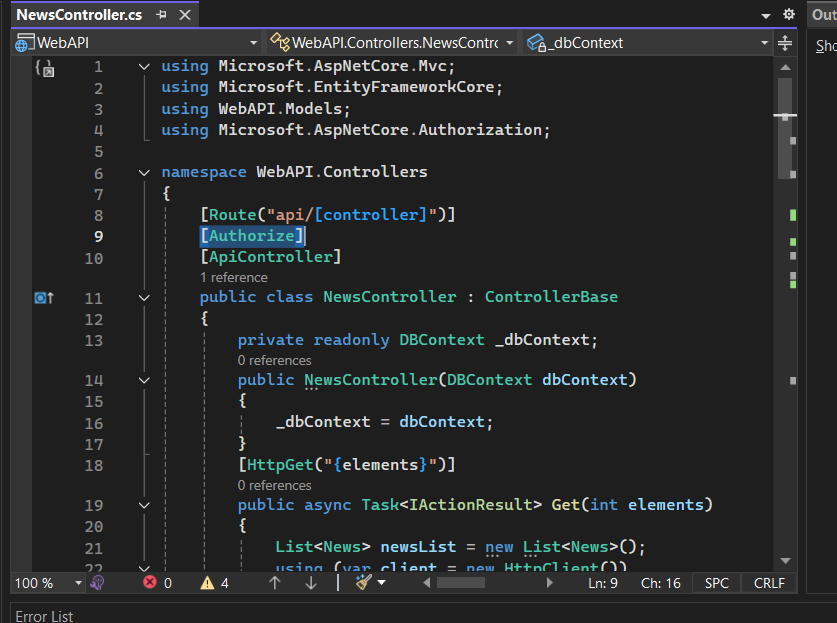 NewsController.cs
Out
WebAPI
WebAPI.Controllers.NewsContrc
_dbContext
Sho
1 using Microsoft.AspNetCore.Mvc;
2 using Microsoft.EntityFrameworkCore;
3 using WebAPI.Models;
4 using Microsoft.AspNetCore.Authorization;
5
6 namespace WebAPI.Controllers
7 {
8 [Route("api/[controller]")]
9 [Authorize]
10 [ApiController]
1 reference
11 public class NewsController : ControllerBase
12 {
13 private readonly DBContext _dbContext;
0 references
14 public NewsController(DBContext dbContext)
15 {
16 _dbContext = dbContext;
17 }
18 [HttpGet("{elements}")]
0 references
19 public async Task<IActionResult> Get(int elements)
20 {
21 List<News> newsList = new List<News>();
22 using (var client = new HttpClient())
100 % 0 4 Ln: 9 Ch: 16 SPC CRLF
Error List